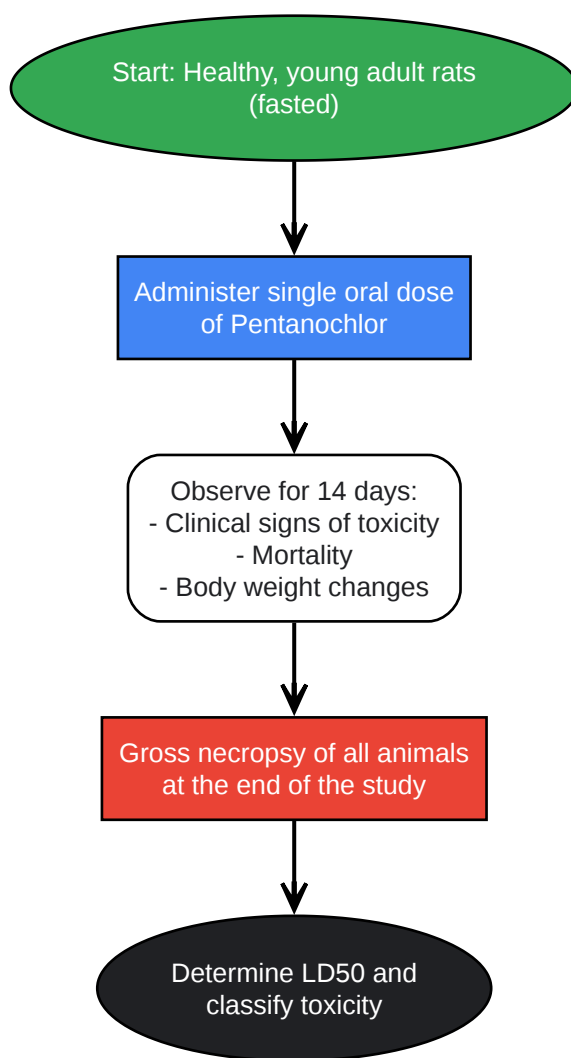 Start: Healthy, young adult rats
(fasted)
Administer single oral dose
of Pentanochlor
Observe for 14 days:
- Clinical signs of toxicity
- Mortality
- Body weight changes
Gross necropsy of all animals
at the end of the study
Determine LD50 and
classify toxicity